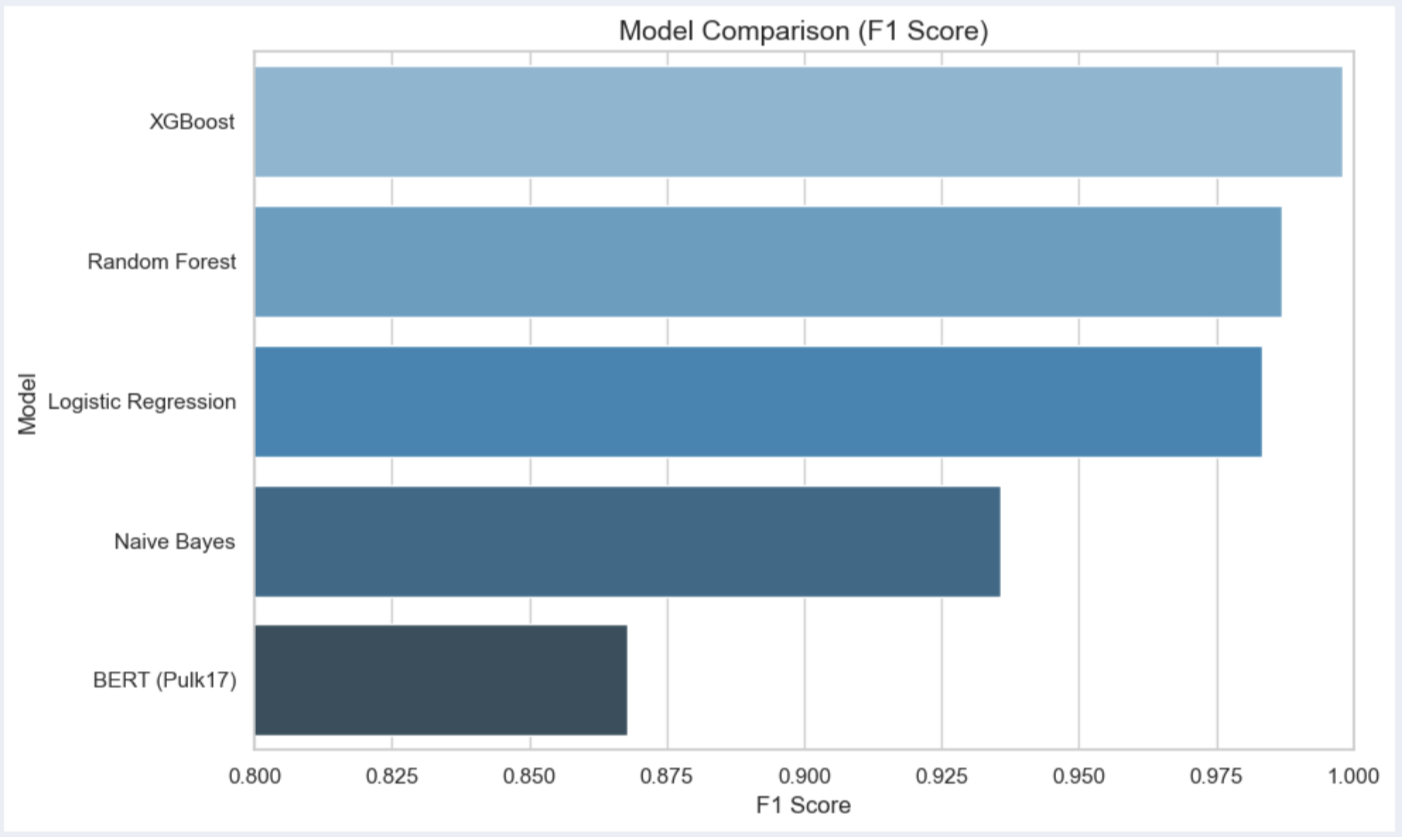 Model Comparison (F1 Score)
XGBoost
Random Forest
Logistic Regression
Naive Bayes
BERT (Pulk17)
Model
0.800 0.825 0.850 0.875 0.900 0.925 0.950 0.975 1.000
F1 Score